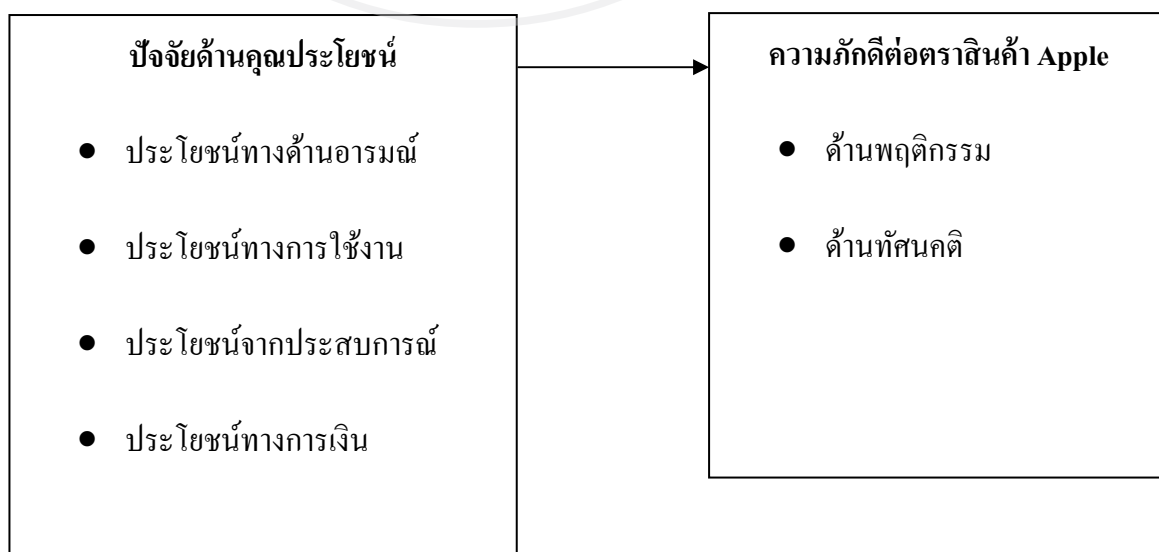 ปัจจัยด้านคุณประโยชน์
● ประโยชน์ทางด้านอารมณ์
● ประโยชน์ทางการใช้งาน
● ประโยชน์จากประสบการณ์
● ประโยชน์ทางการเงิน
ความภักดีต่อตราสินค้า Apple
● ด้านพฤติกรรม
● ด้านทัศนคติ